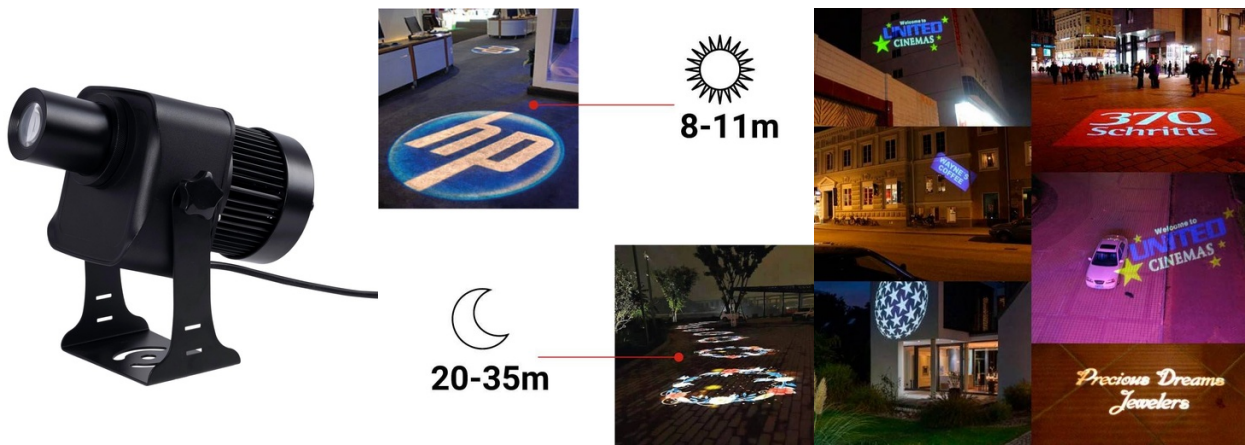 hp
8-11m
20-35m
Welcome to
UNITED
CINEMAS
370
Schritte
WAYNE'S
COFFEE
Welcome to
UNITED
CINEMAS
Precious Dreams
Jewelers